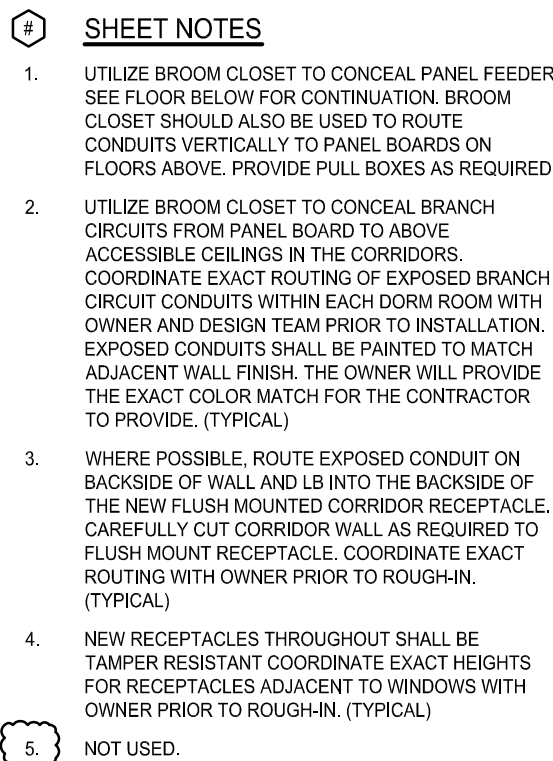 # SHEET NOTES
1. UTILIZE BROOM CLOSET TO CONCEAL PANEL FEEDER
SEE FLOOR BELOW FOR CONTINUATION. BROOM
CLOSET SHOULD ALSO BE USED TO ROUTE
CONDUITS VERTICALLY TO PANEL BOARDS ON
FLOORS ABOVE. PROVIDE PULL BOXES AS REQUIRED
2. UTILIZE BROOM CLOSET TO CONCEAL BRANCH
CIRCUITS FROM PANEL BOARD TO ABOVE
ACCESSIBLE CEILINGS IN THE CORRIDORS.
COORDINATE EXACT ROUTING OF EXPOSED BRANCH
CIRCUIT CONDUITS WITHIN EACH DORM ROOM WITH
OWNER AND DESIGN TEAM PRIOR TO INSTALLATION.
EXPOSED CONDUITS SHALL BE PAINTED TO MATCH
ADJACENT WALL FINISH. THE OWNER WILL PROVIDE
THE EXACT COLOR MATCH FOR THE CONTRACTOR
TO PROVIDE. (TYPICAL)
3. WHERE POSSIBLE, ROUTE EXPOSED CONDUIT ON
BACKSIDE OF WALL AND LB INTO THE BACKSIDE OF
THE NEW FLUSH MOUNTED CORRIDOR RECEPTACLE.
CAREFULLY CUT CORRIDOR WALL AS REQUIRED TO
FLUSH MOUNT RECEPTACLE. COORDINATE EXACT
ROUTING WITH OWNER PRIOR TO ROUGH-IN.
(TYPICAL)
4. NEW RECEPTACLES THROUGHOUT SHALL BE
TAMPER RESISTANT COORDINATE EXACT HEIGHTS
FOR RECEPTACLES ADJACENT TO WINDOWS WITH
OWNER PRIOR TO ROUGH-IN. (TYPICAL)
5. NOT USED.